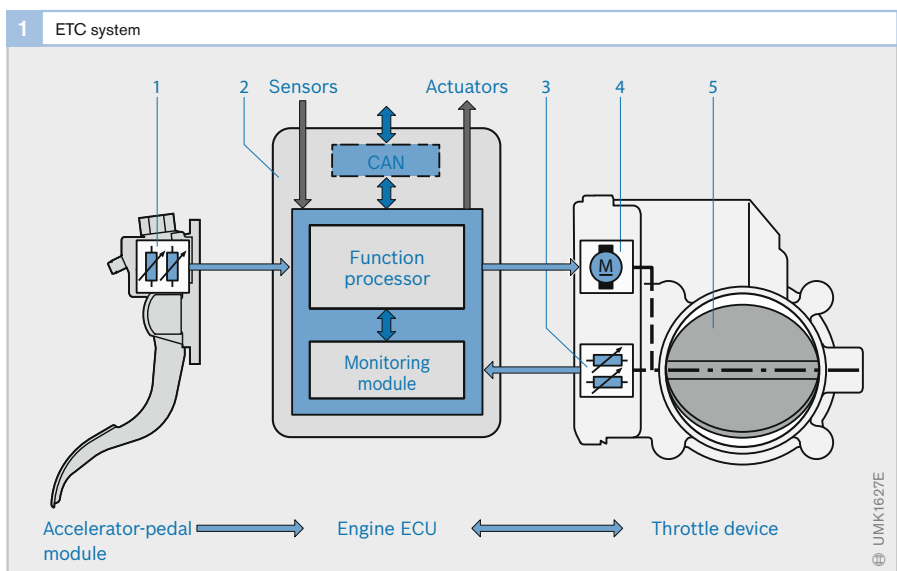 1 ETC system
1 2 Sensors Actuators 3 4 5
CAN
Function
processor
M
Monitoring
module
Accelerator-pedal
module
Engine ECU
Throttle device
© UMK1627E